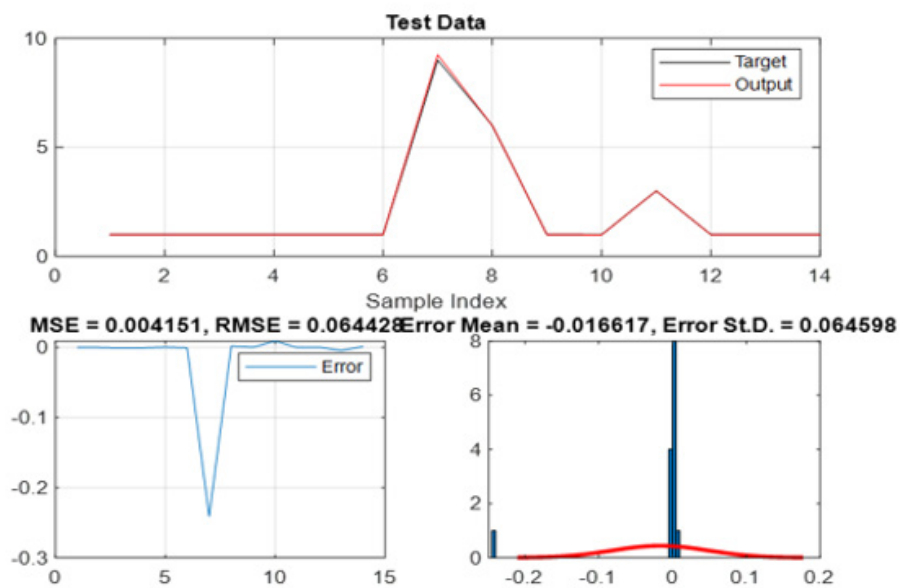 Test Data
10
5
0
Target
Output
0 2 4 6 8 10 12 14
Sample Index
MSE = 0.004151, RMSE = 0.064428
Error Mean = -0.016617, Error St.D. = 0.064598
0
-0.1
-0.2
-0.3
Error
0 5 10 15
8
6
4
2
0
-0.2 -0.1 0 0.1 0.2